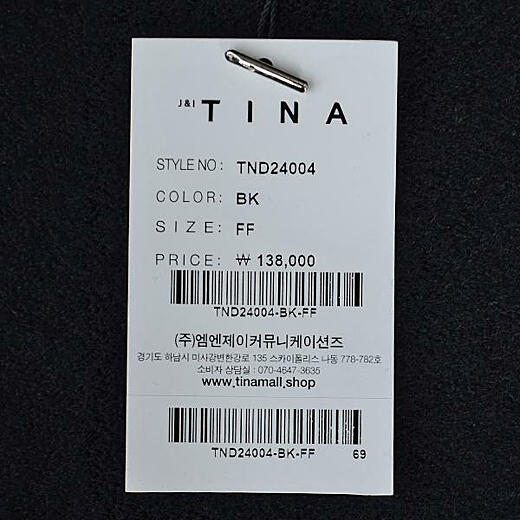 J&I TINA
STYLE NO: TND24004
COLOR: BK
SIZE: FF
PRICE: ₩ 138,000
TND24004-BK-FF
(주)엠엔제이커뮤니케이션즈
경기도 하남시 미사강변한강로 135 스카이폴리스 나동 778-782호
소비자 상담실 : 070-4647-3635
www.tinamall.shop
TND24004-BK-FF 69